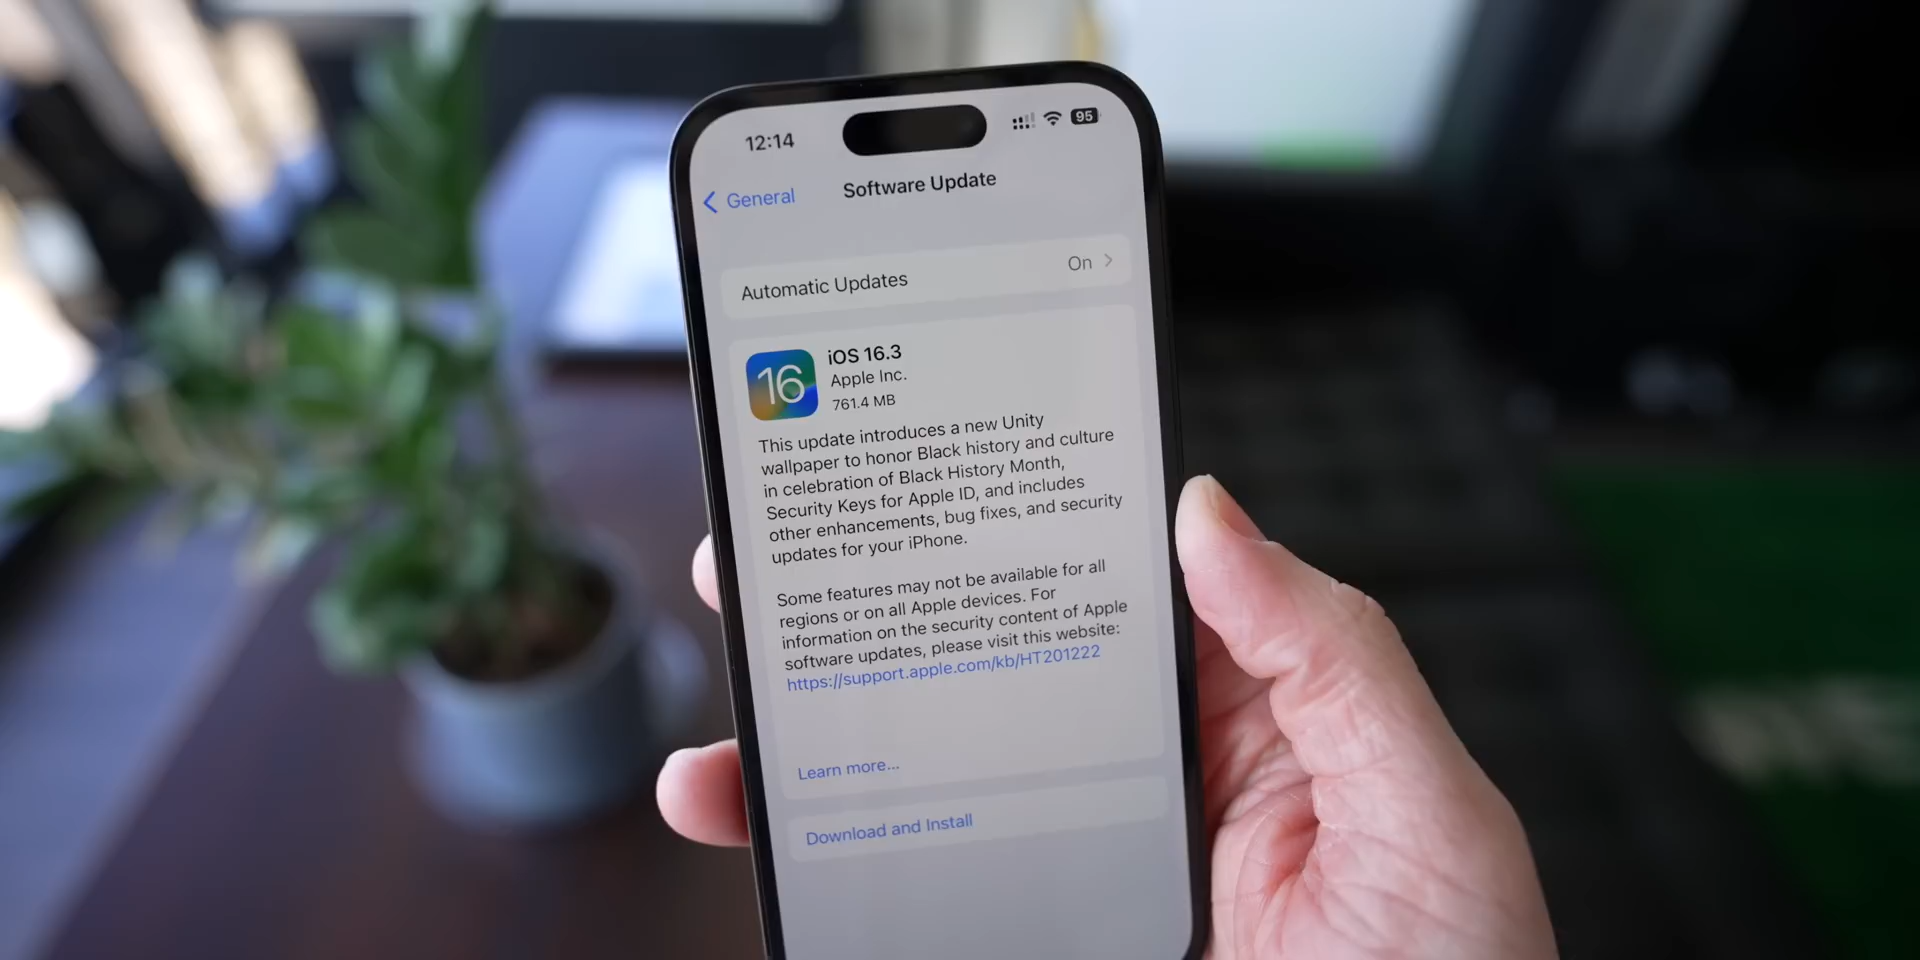 12:14
95
General
Software Update
Automatic Updates
On
16
iOS 16.3
Apple Inc.
761.4 MB
This update introduces a new Unity
wallpaper to honor Black history and culture
in celebration of Black History Month,
Security Keys for Apple ID, and includes
other enhancements, bug fixes, and security
updates for your iPhone.
Some features may not be available for all
regions or on all Apple devices. For
information on the security content of Apple
software updates, please visit this website:
https://support.apple.com/kb/HT201222
Learn more...
Download and Install